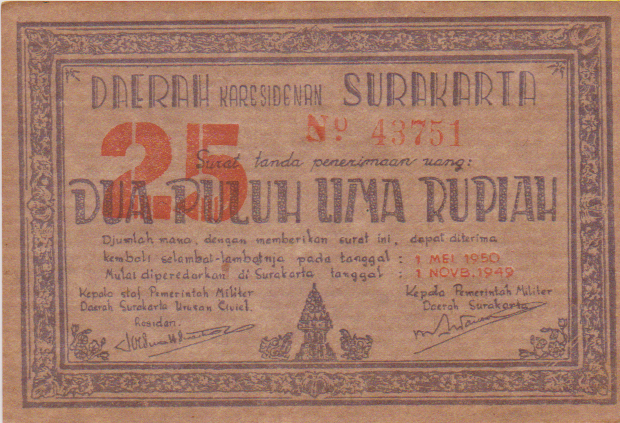 DAERAH KARESIDENAN SURAKARTA
Nº 43751
25
Surat tanda penerimaan uang:
DUA PULUH LIMA RUPIAH
Djumlah mana, dengan memberikan surat ini, dapat diterima
kembali selambat-lambatnja pada tanggal : 1 MEI 1950
Mulai diperedarkan di Surakarta tanggal : 1 NOVB. 1949
Kepala staf Pemerintah Militer
Daerah Surakarta Urusan Civiel.
Kepala Pemerintah Militer
Daerah Surakarta